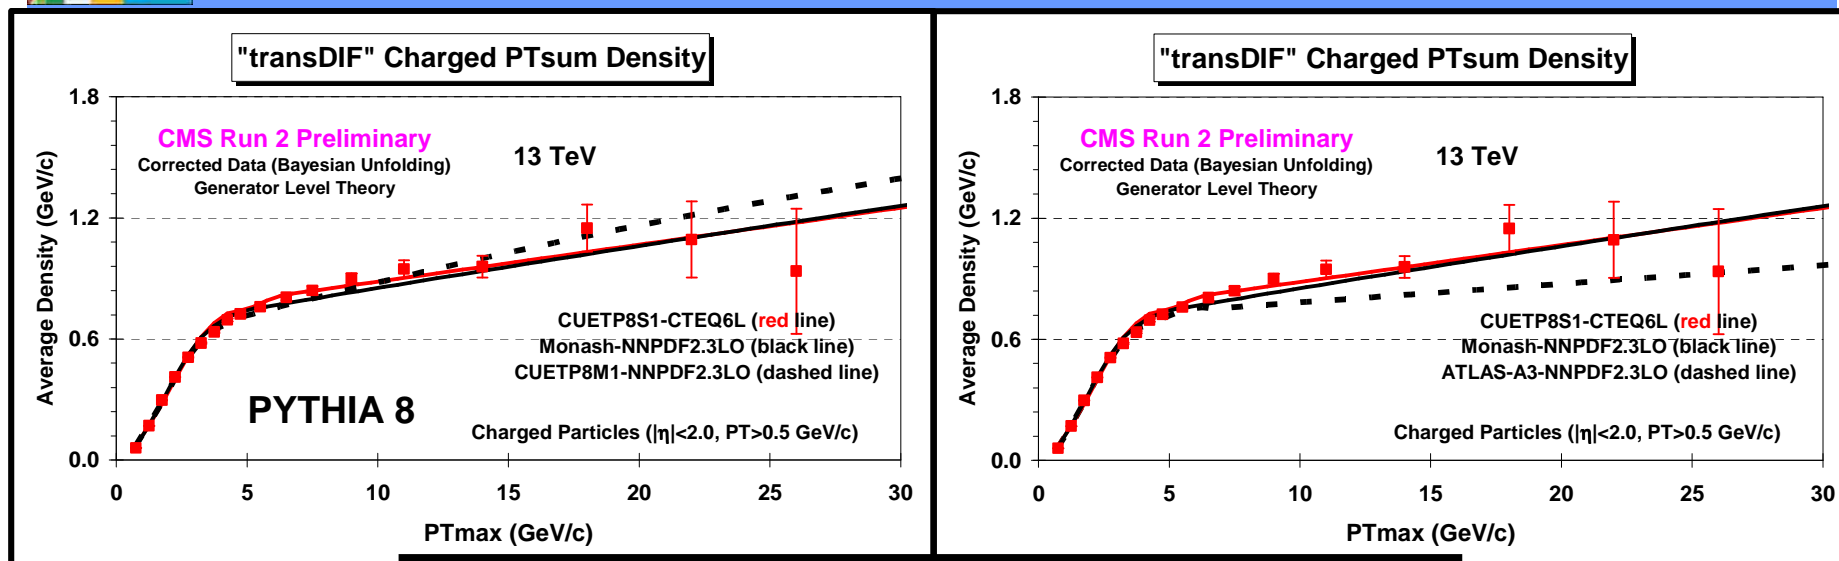 "transDIF" Charged PTsum Density
1.8
1.2
0.6
0.0
Average Density (GeV/c)
CMS Run 2 Preliminary
Corrected Data (Bayesian Unfolding)
Generator Level Theory
13 TeV
CUETP8S1-CTEQ6L (red line)
Monash-NNPDF2.3LO (black line)
CUETP8M1-NNPDF2.3LO (dashed line)
PYTHIA 8
Charged Particles (|η|<2.0, PT>0.5 GeV/c)
0 5 10 15 20 25 30
PTmax (GeV/c)
"transDIF" Charged PTsum Density
1.8
1.2
0.6
0.0
Average Density (GeV/c)
CMS Run 2 Preliminary
Corrected Data (Bayesian Unfolding)
Generator Level Theory
13 TeV
CUETP8S1-CTEQ6L (red line)
Monash-NNPDF2.3LO (black line)
ATLAS-A3-NNPDF2.3LO (dashed line)
Charged Particles (|η|<2.0, PT>0.5 GeV/c)
0 5 10 15 20 25 30
PTmax (GeV/c)